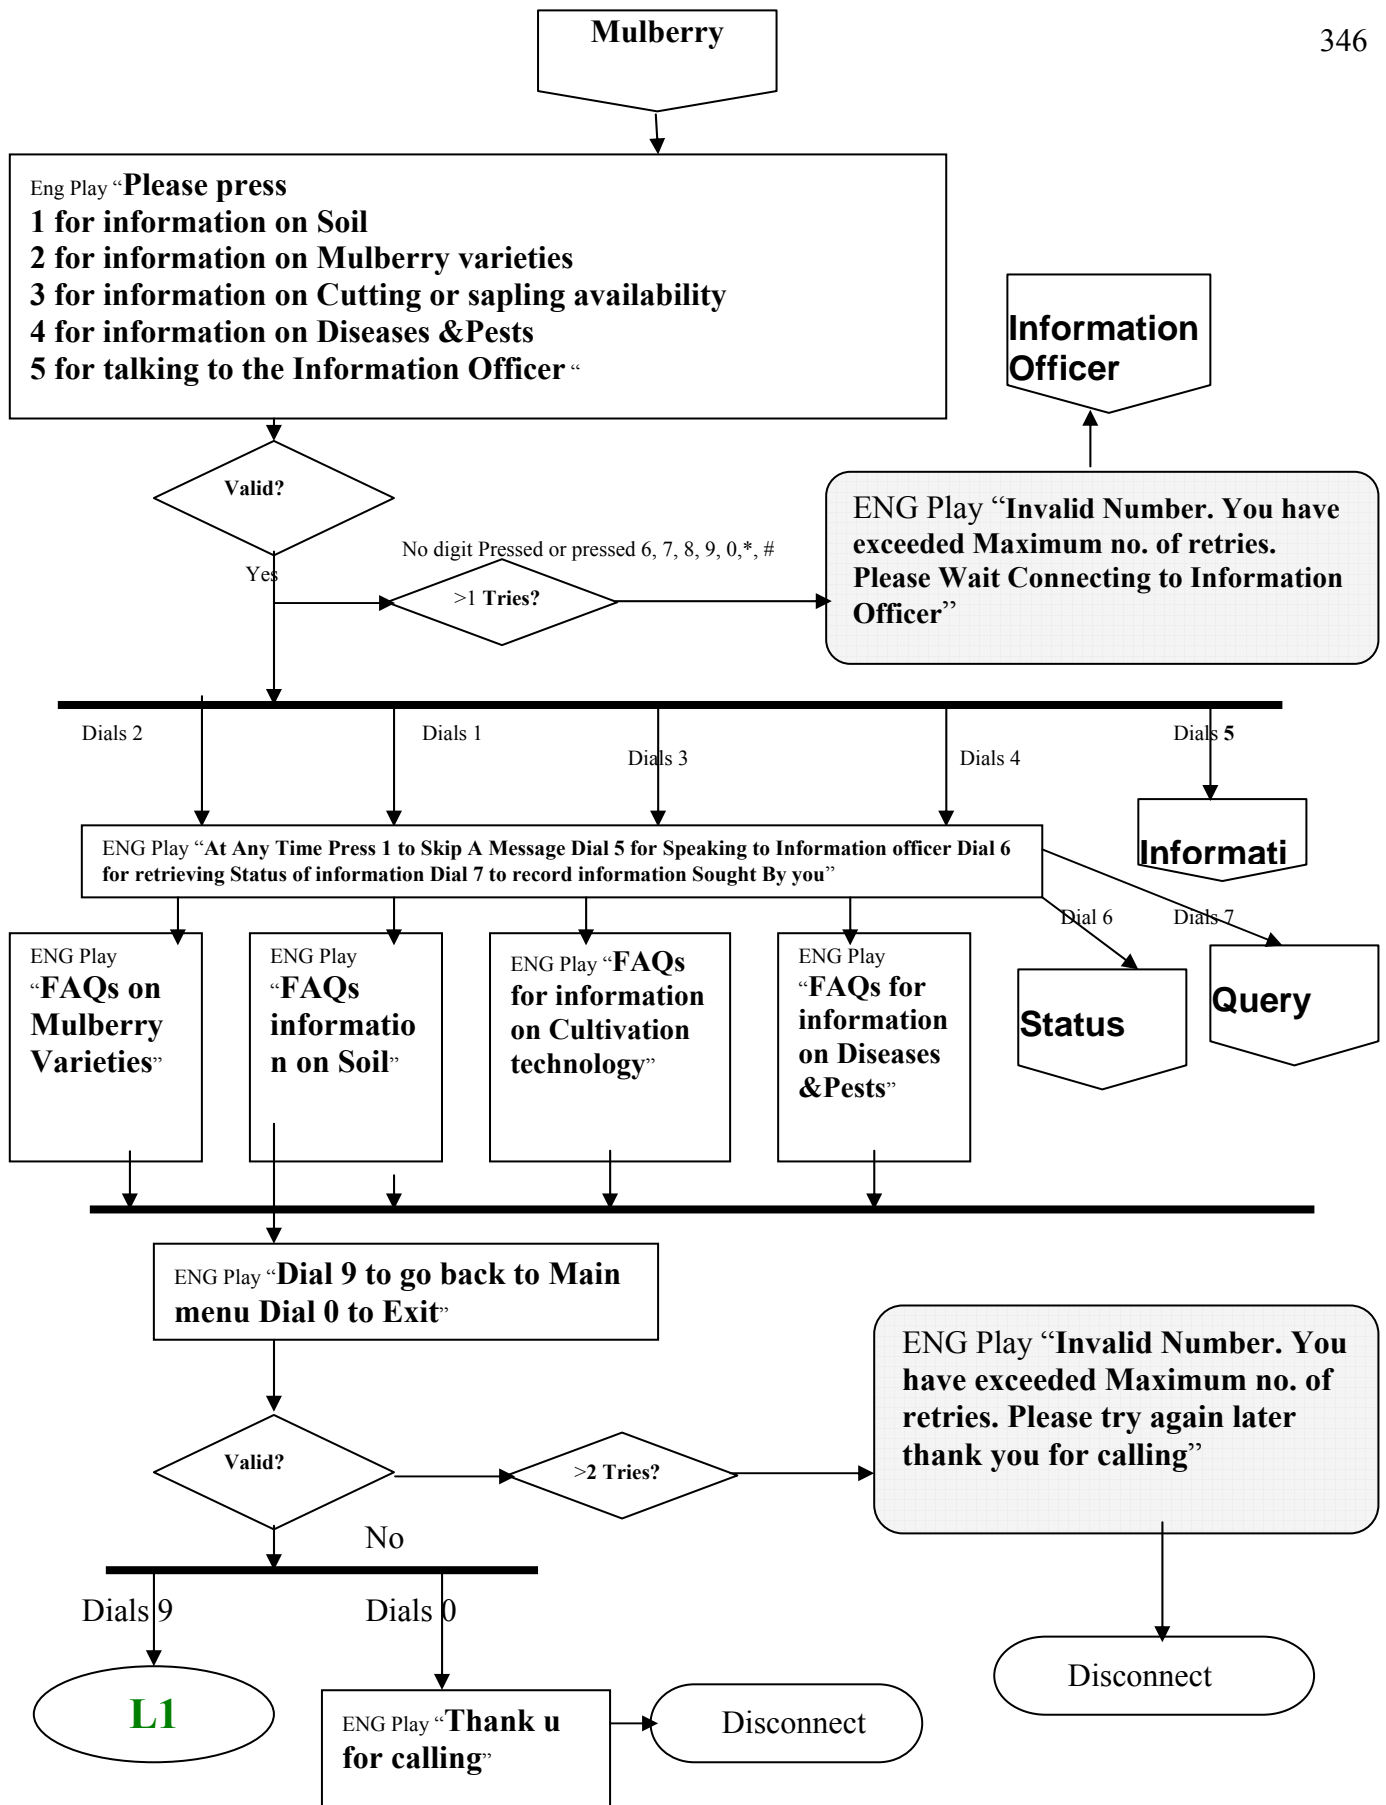 Mulberry
346
Eng Play “Please press
1 for information on Soil
2 for information on Mulberry varieties
3 for information on Cutting or sapling availability
4 for information on Diseases &Pests
5 for talking to the Information Officer “
Information
Officer
Valid?
ENG Play “Invalid Number. You have
exceeded Maximum no. of retries.
Please Wait Connecting to Information
Officer”
No digit Pressed or pressed 6, 7, 8, 9, 0,*, #
Yes
>1 Tries?
Dials 2
Dials 1
Dials 3
Dials 4
Dials 5
Informati
ENG Play “At Any Time Press 1 to Skip A Message Dial 5 for Speaking to Information officer Dial 6
for retrieving Status of information Dial 7 to record information Sought By you”
Dial 6
Dials 7
ENG Play
“FAQs on
Mulberry
Varieties”
ENG Play
“FAQs
informatio
n on Soil”
ENG Play “FAQs
for information
on Cultivation
technology”
ENG Play
“FAQs for
information
on Diseases
&Pests”
Status
Query
ENG Play “Dial 9 to go back to Main
menu Dial 0 to Exit”
ENG Play “Invalid Number. You
have exceeded Maximum no. of
retries. Please try again later
thank you for calling”
Valid?
>2 Tries?
No
Dials 9
Dials 0
Disconnect
L1
ENG Play “Thank u
for calling”
Disconnect